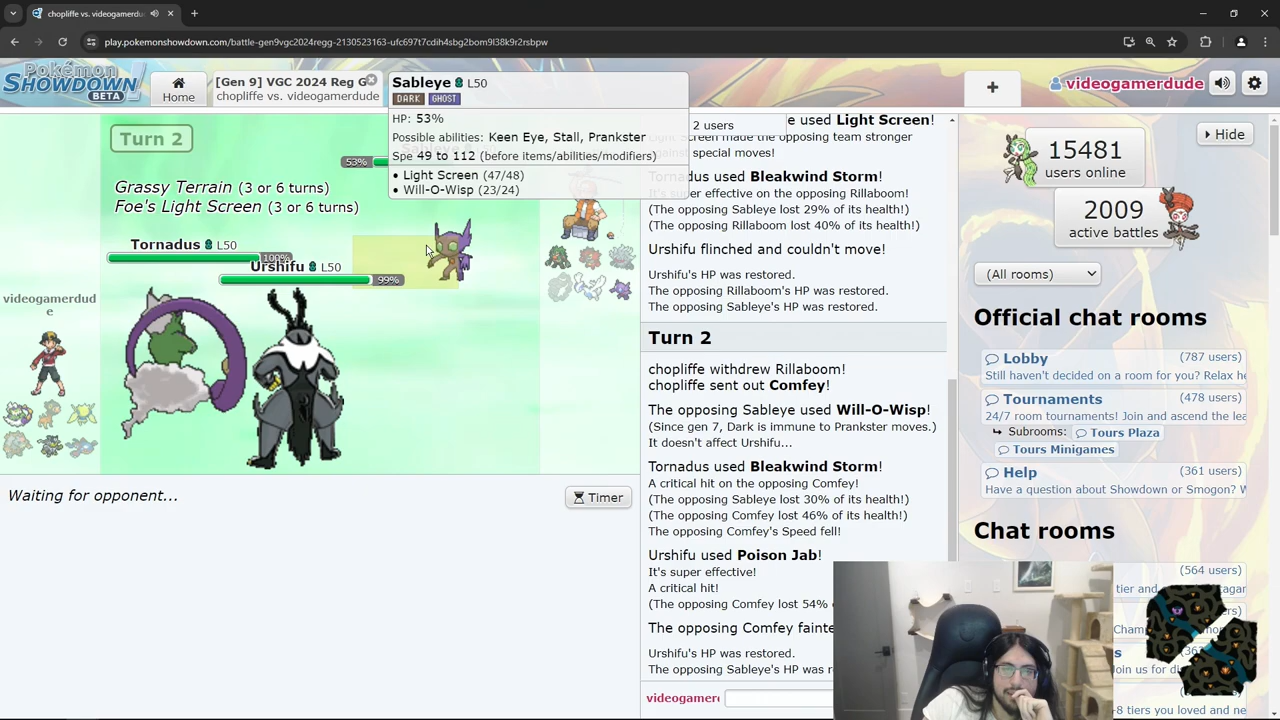 chopliffe vs. videogamerdu
play.pokemonshowdown.com/battle-gen9vgc2024regg-2130523163-ufc697t7cdih4sbg2bom9l38k9r2rsbpw
Pokémon
SHOWDOWN
BETA
Home
[Gen 9] VGC 2024 Reg G
chopliffe vs. videogamerdude
Sableye L50
DARK GHOST
HP: 53%
Possible abilities: Keen Eye, Stall, Prankster
Spe 49 to 112 (before items/abilities/modifiers)
• Light Screen (47/48)
• Will-O-Wisp (23/24)
+
videogamerdude
Turn 2
53%
Grassy Terrain (3 or 6 turns)
Foe's Light Screen (3 or 6 turns)
Tornadus L50
100%
Urshifu L50
99%
videogamerdud
e
Waiting for opponent...
Timer
2 users
e used Light Screen!
Light Screen made the opposing team stronger
special moves!
Tornadus used Bleakwind Storm!
It's super effective on the opposing Rillaboom!
(The opposing Sableye lost 29% of its health!)
(The opposing Rillaboom lost 40% of its health!)
Urshifu flinched and couldn't move!
Urshifu's HP was restored.
The opposing Rillaboom's HP was restored.
The opposing Sableye's HP was restored.
Turn 2
chopliffe withdrew Rillaboom!
chopliffe sent out Comfey!
The opposing Sableye used Will-O-Wisp!
(Since gen 7, Dark is immune to Prankster moves.)
It doesn't affect Urshifu...
Tornadus used Bleakwind Storm!
A critical hit on the opposing Comfey!
(The opposing Sableye lost 30% of its health!)
(The opposing Comfey lost 46% of its health!)
The opposing Comfey's Speed fell!
Urshifu used Poison Jab!
It's super effective!
A critical hit!
(The opposing Comfey lost 54%
The opposing Comfey fainte
Urshifu's HP was restored.
The opposing Sableye's HP was r
videogamer
Hide
15481
users online
2009
active battles
(All rooms)
Official chat rooms
Lobby (787 users)
Still haven't decided on a room for you? Relax he
Tournaments (478 users)
24/7 room tournaments! Join and ascend the lea
Subrooms: Tours Plaza
Tours Minigames
Help (361 users)
Have a question about Showdown or Smogon? W
Chat rooms
(564 users)